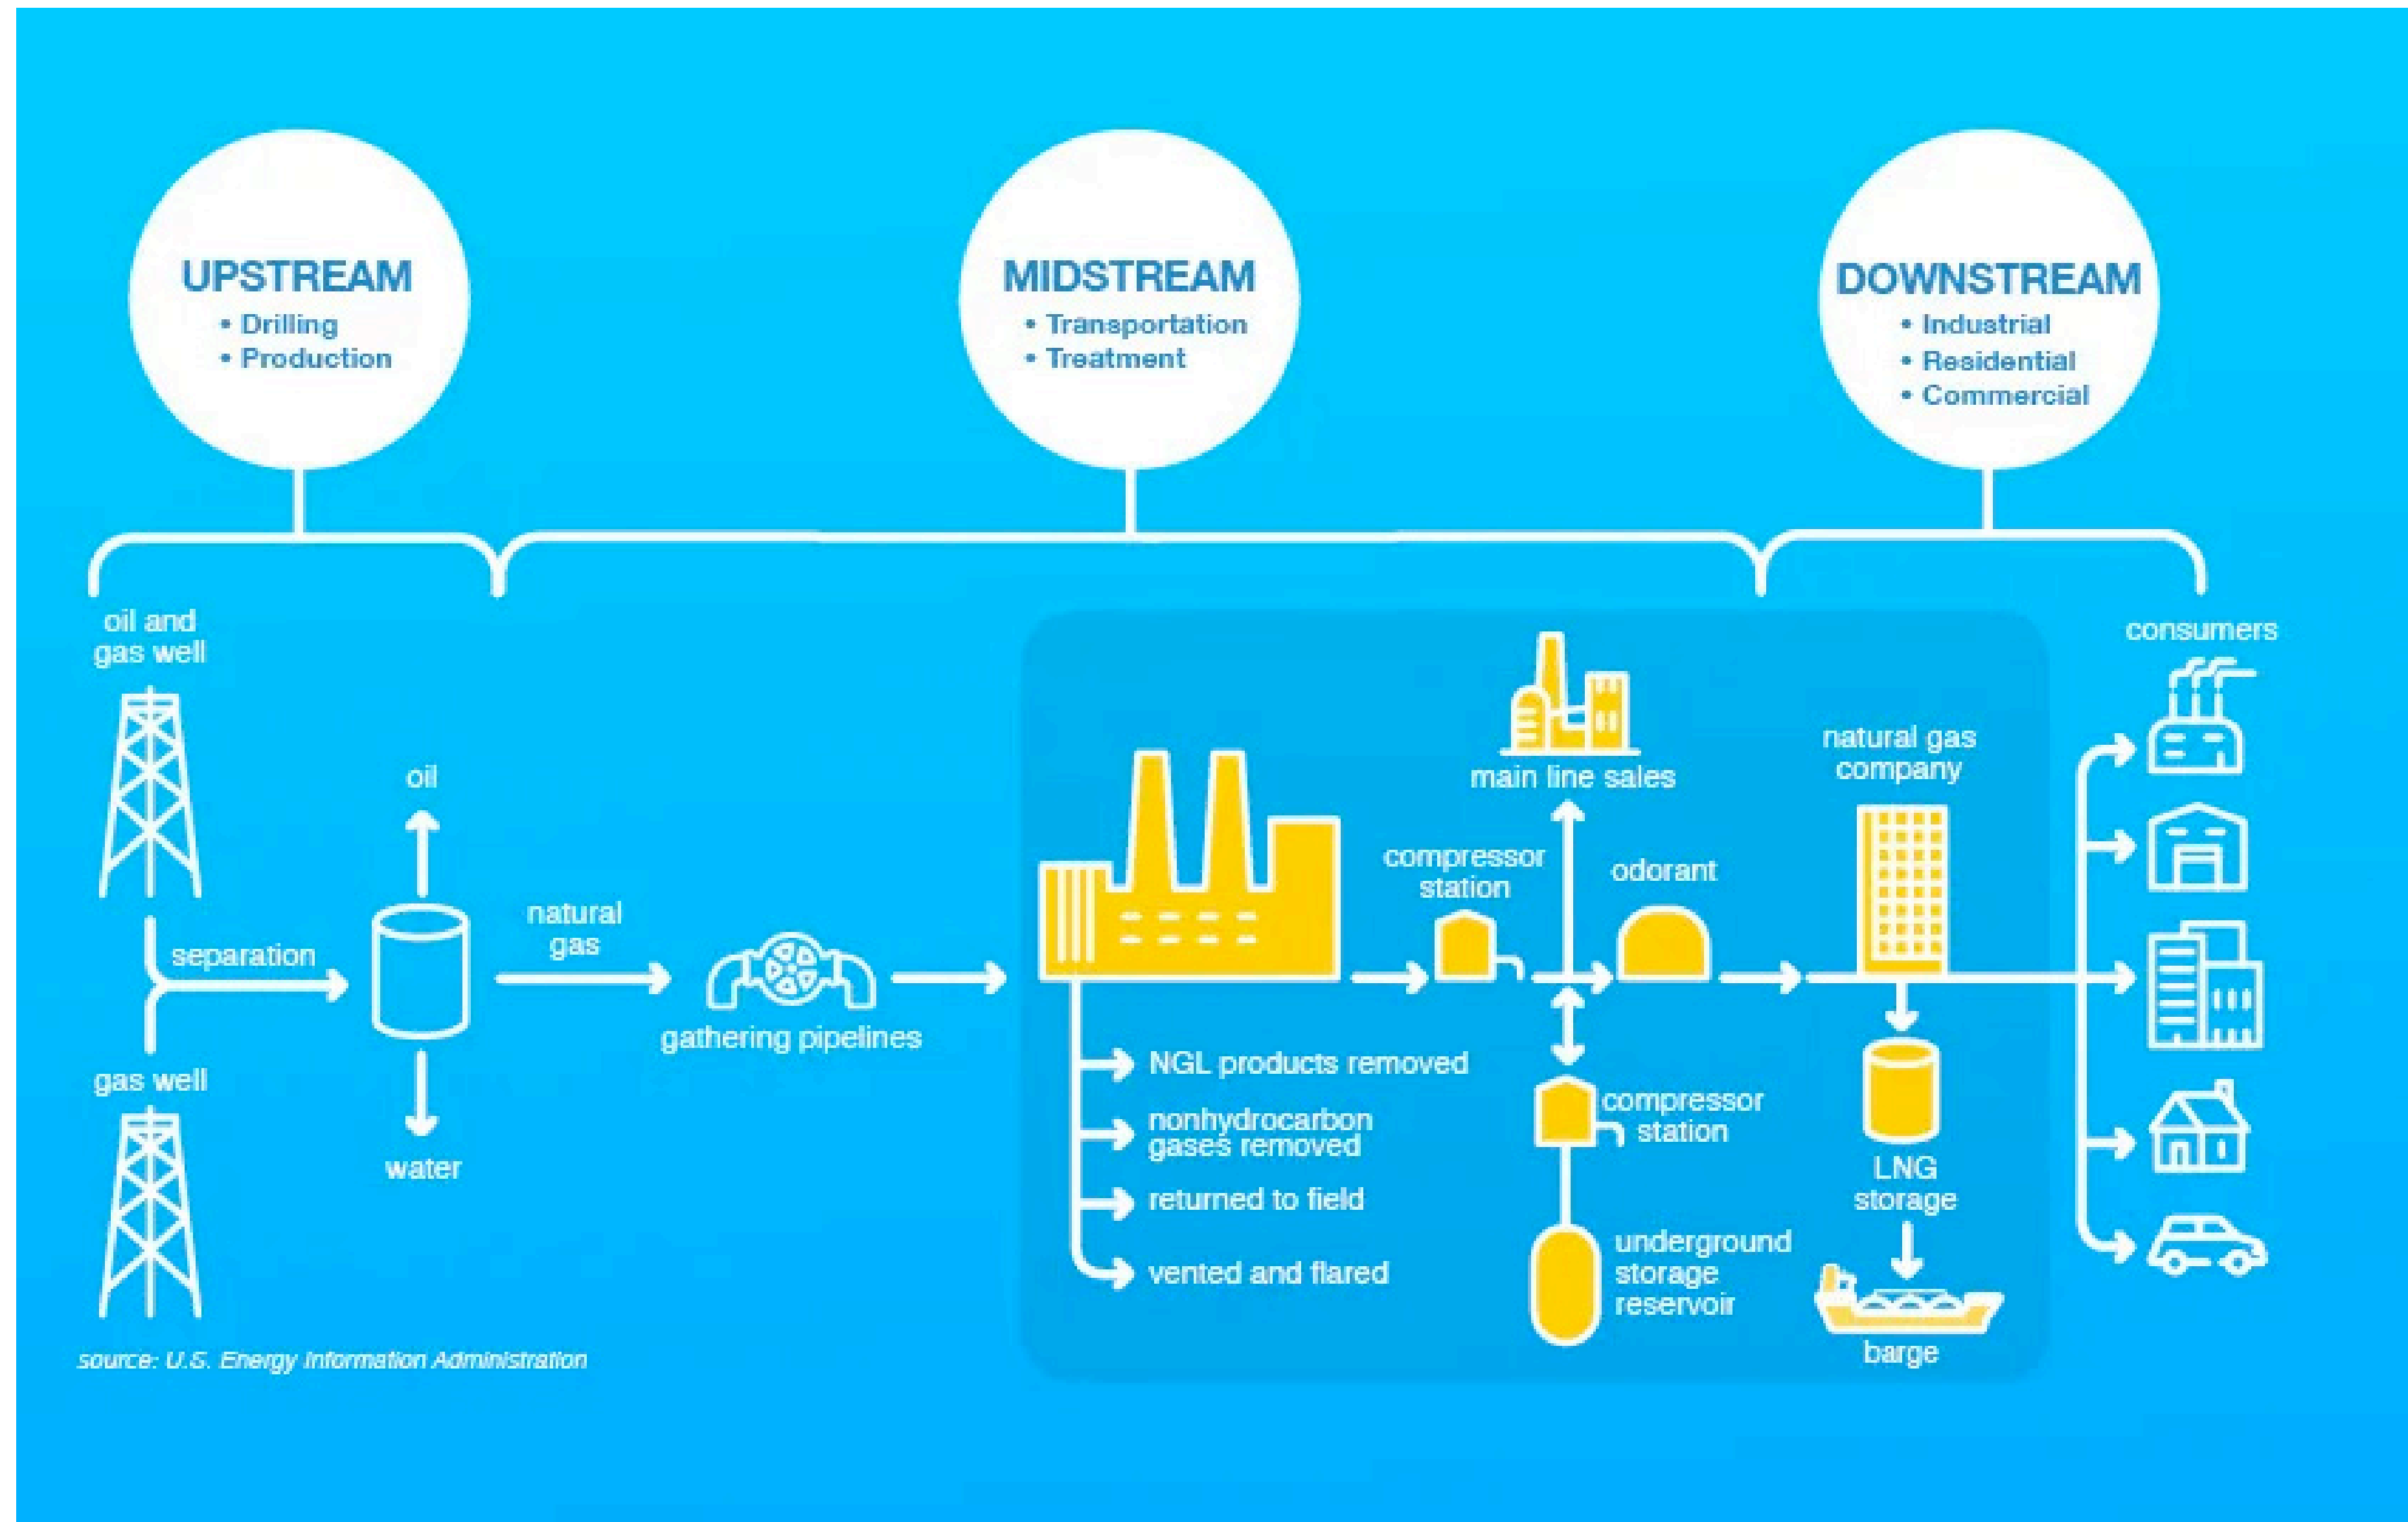 UPSTREAM
• Drilling
• Production
MIDSTREAM
• Transportation
• Treatment
DOWNSTREAM
• Industrial
• Residential
• Commercial
oil and
gas well
separation
gas well
oil
water
natural
gas
gathering pipelines
NGL products removed
nonhydrocarbon
gases removed
returned to field
vented and flared
compressor
station
main line sales
odorant
compressor
station
underground
storage
reservoir
natural gas
company
LNG
storage
barge
consumers
source: U.S. Energy Information Administration